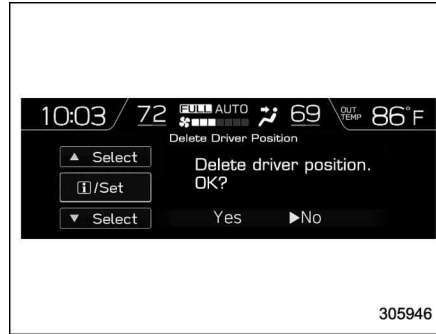 10:03 72 FULL AUTO 69 OUT TEMP 86°F
Delete Driver Position
▲ Select
Delete driver position.
i/Set
OK?
▼ Select
Yes ▶No
305946